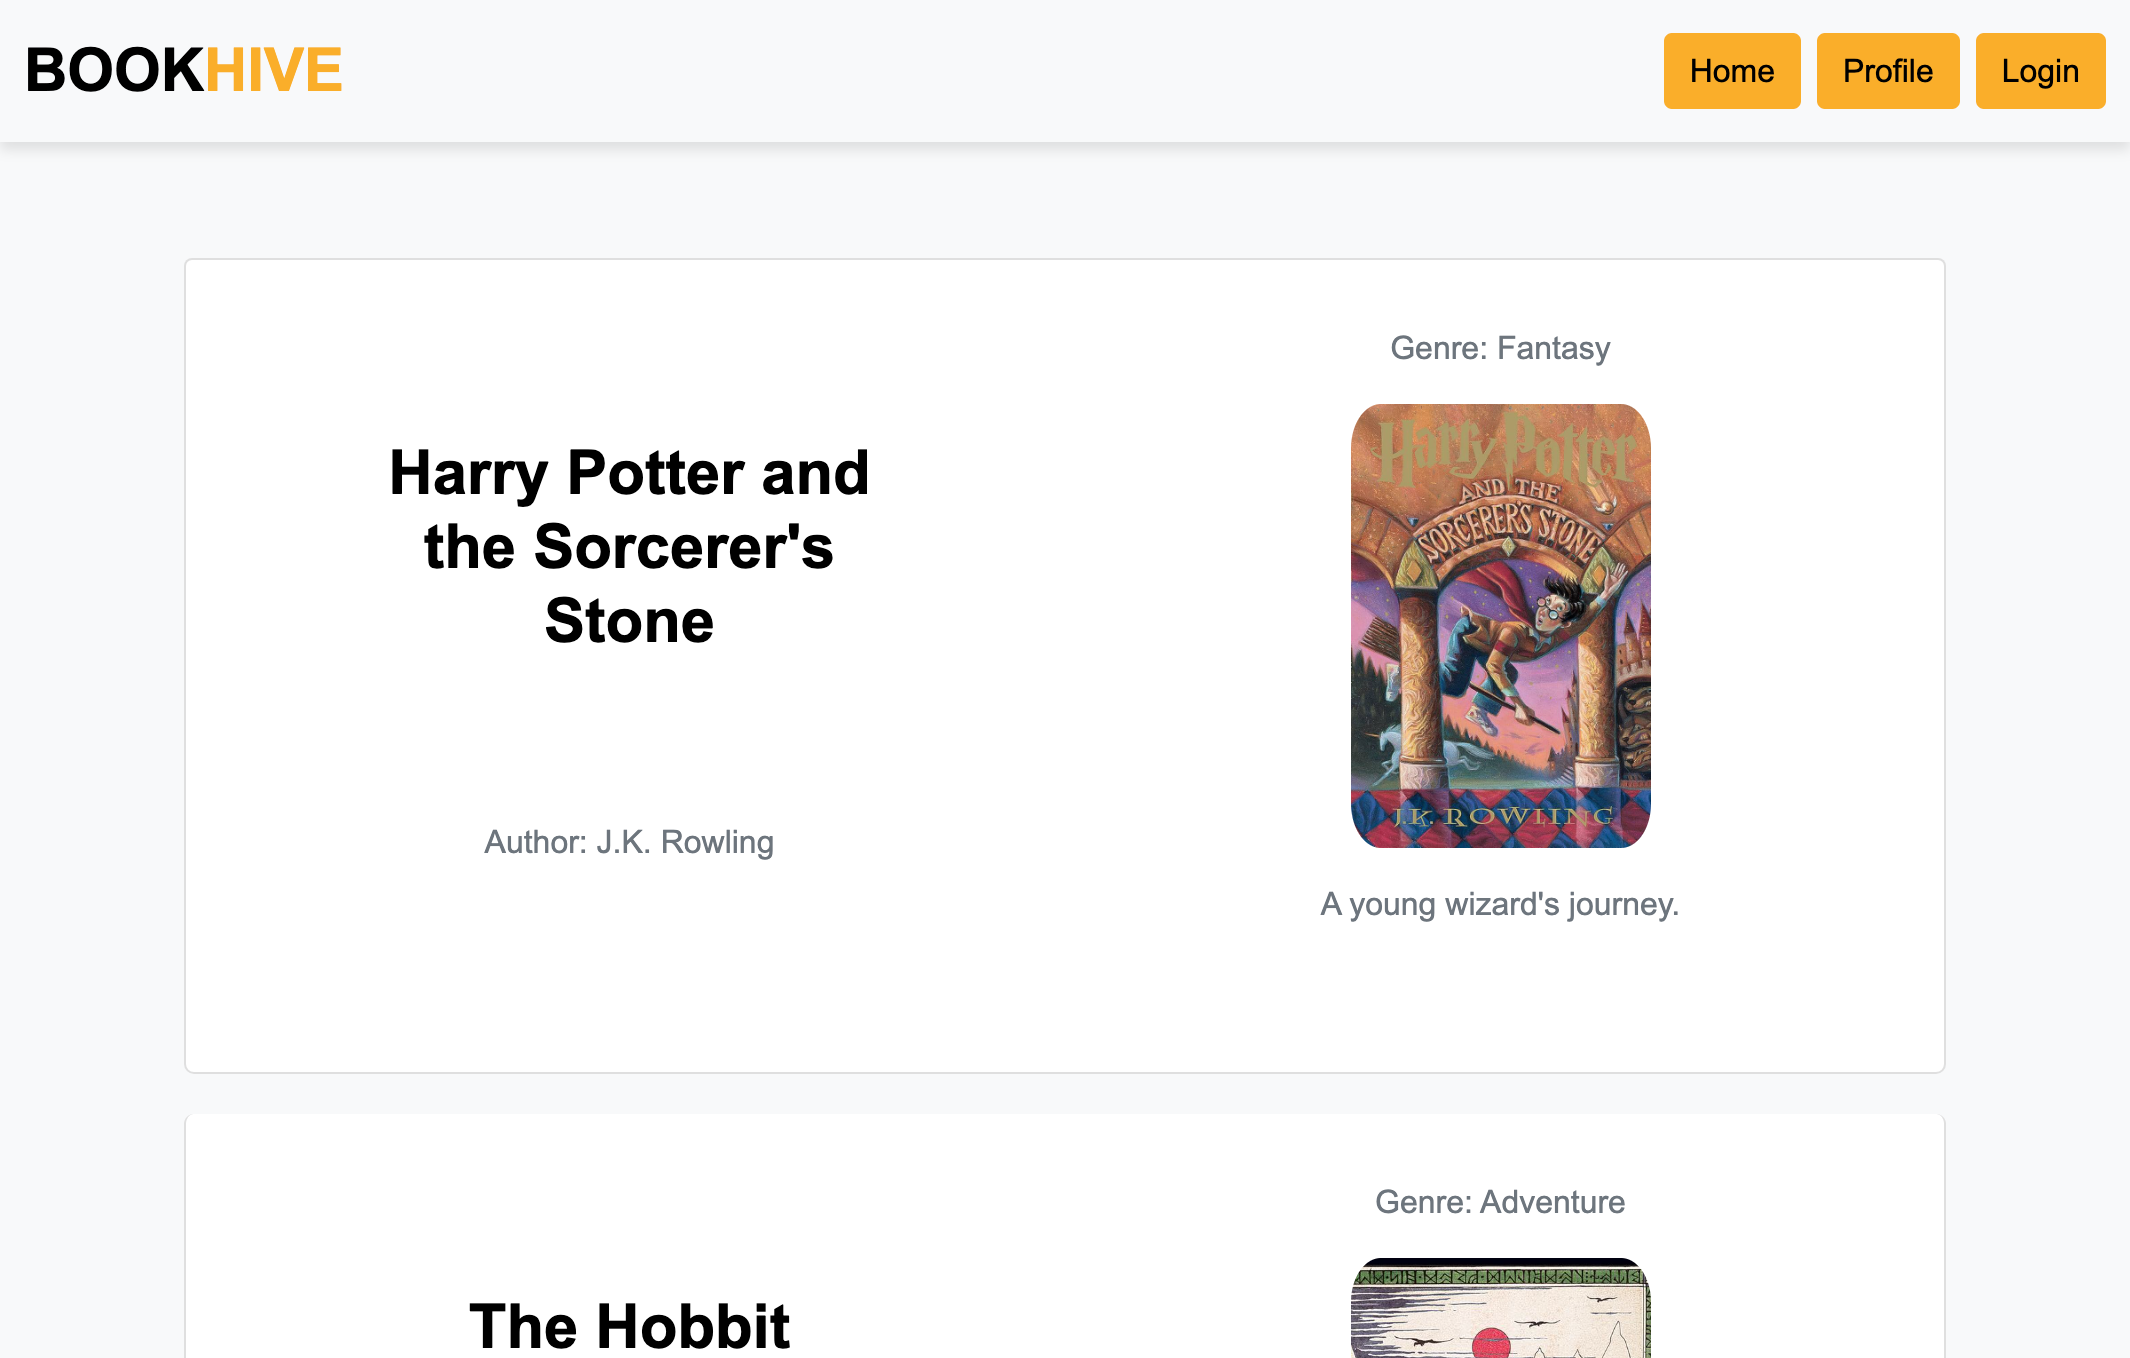 BOOKHIVE
Home
Profile
Login
Harry Potter and
the Sorcerer's
Stone
Author: J.K. Rowling
Genre: Fantasy
Harry Potter
AND THE
SORCERER'S STONE
J.K. ROWLING
A young wizard's journey.
The Hobbit
Genre: Adventure